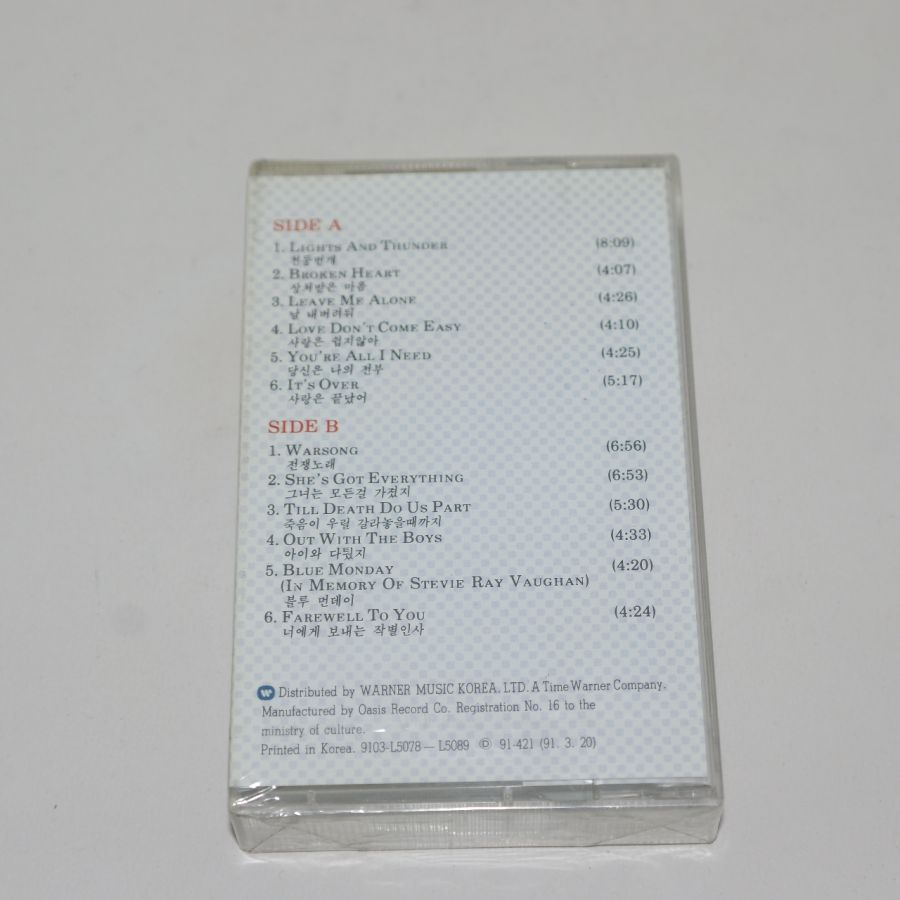 SIDE A
1. LIGHTS AND THUNDER (8:09)
천둥번개
2. BROKEN HEART (4:07)
상처받은 마음
3. LEAVE ME ALONE (4:26)
날 내버려둬
4. LOVE DON'T COME EASY (4:10)
사랑은 쉽지않아
5. YOU'RE ALL I NEED (4:25)
당신은 나의 전부
6. IT'S OVER (5:17)
사랑은 끝났어
SIDE B
1. WARSONG (6:56)
전쟁노래
2. SHE'S GOT EVERYTHING (6:53)
그녀는 모든걸 가졌지
3. TILL DEATH DO US PART (5:30)
죽음이 우릴 갈라놓을때까지
4. OUT WITH THE BOYS (4:33)
아이와 다퉜지
5. BLUE MONDAY (4:20)
(IN MEMORY OF STEVIE RAY VAUGHAN)
블루 먼데이
6. FAREWELL TO YOU (4:24)
너에게 보내는 작별인사
Distributed by WARNER MUSIC KOREA, LTD. A Time Warner Company.
Manufactured by Oasis Record Co. Registration No. 16 to the
ministry of culture.
Printed in Korea. 9103-L5078 — L5089 ℗ 91-421 (91. 3. 20)